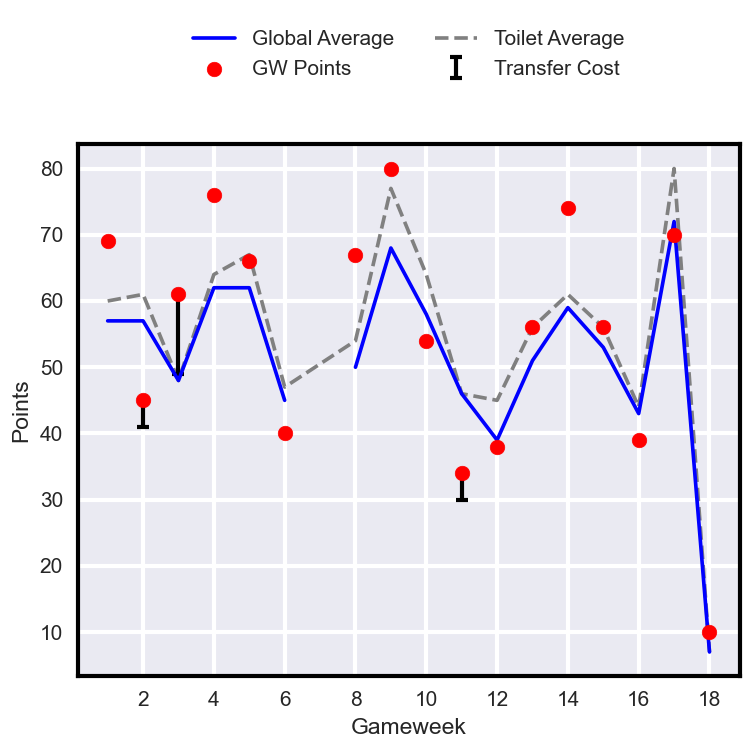 Global Average
Toilet Average
GW Points
Transfer Cost
80
70
60
50
40
30
20
10
Points
2 4 6 8 10 12 14 16 18
Gameweek